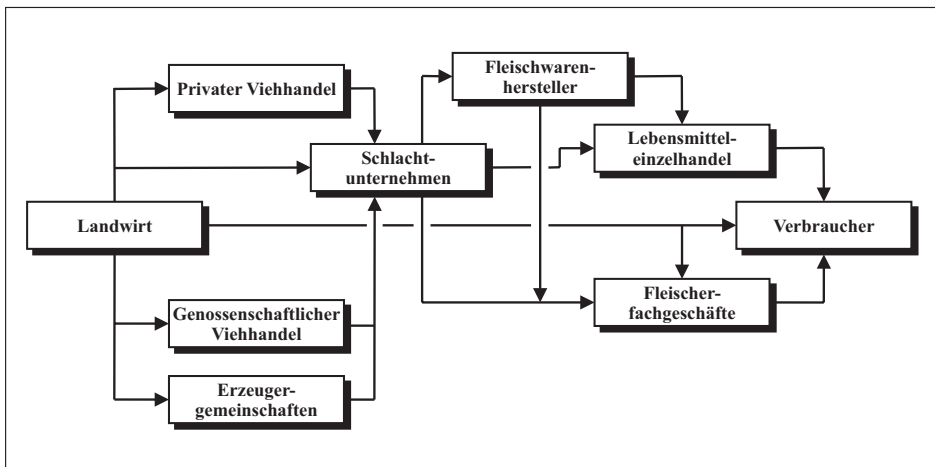 Privater Viehhandel
Fleischwaren-
hersteller
Schlacht-
unternehmen
Lebensmittel-
einzelhandel
Landwirt
Verbraucher
Genossenschaftlicher
Viehhandel
Fleischer-
fachgeschäfte
Erzeuger-
gemeinschaften